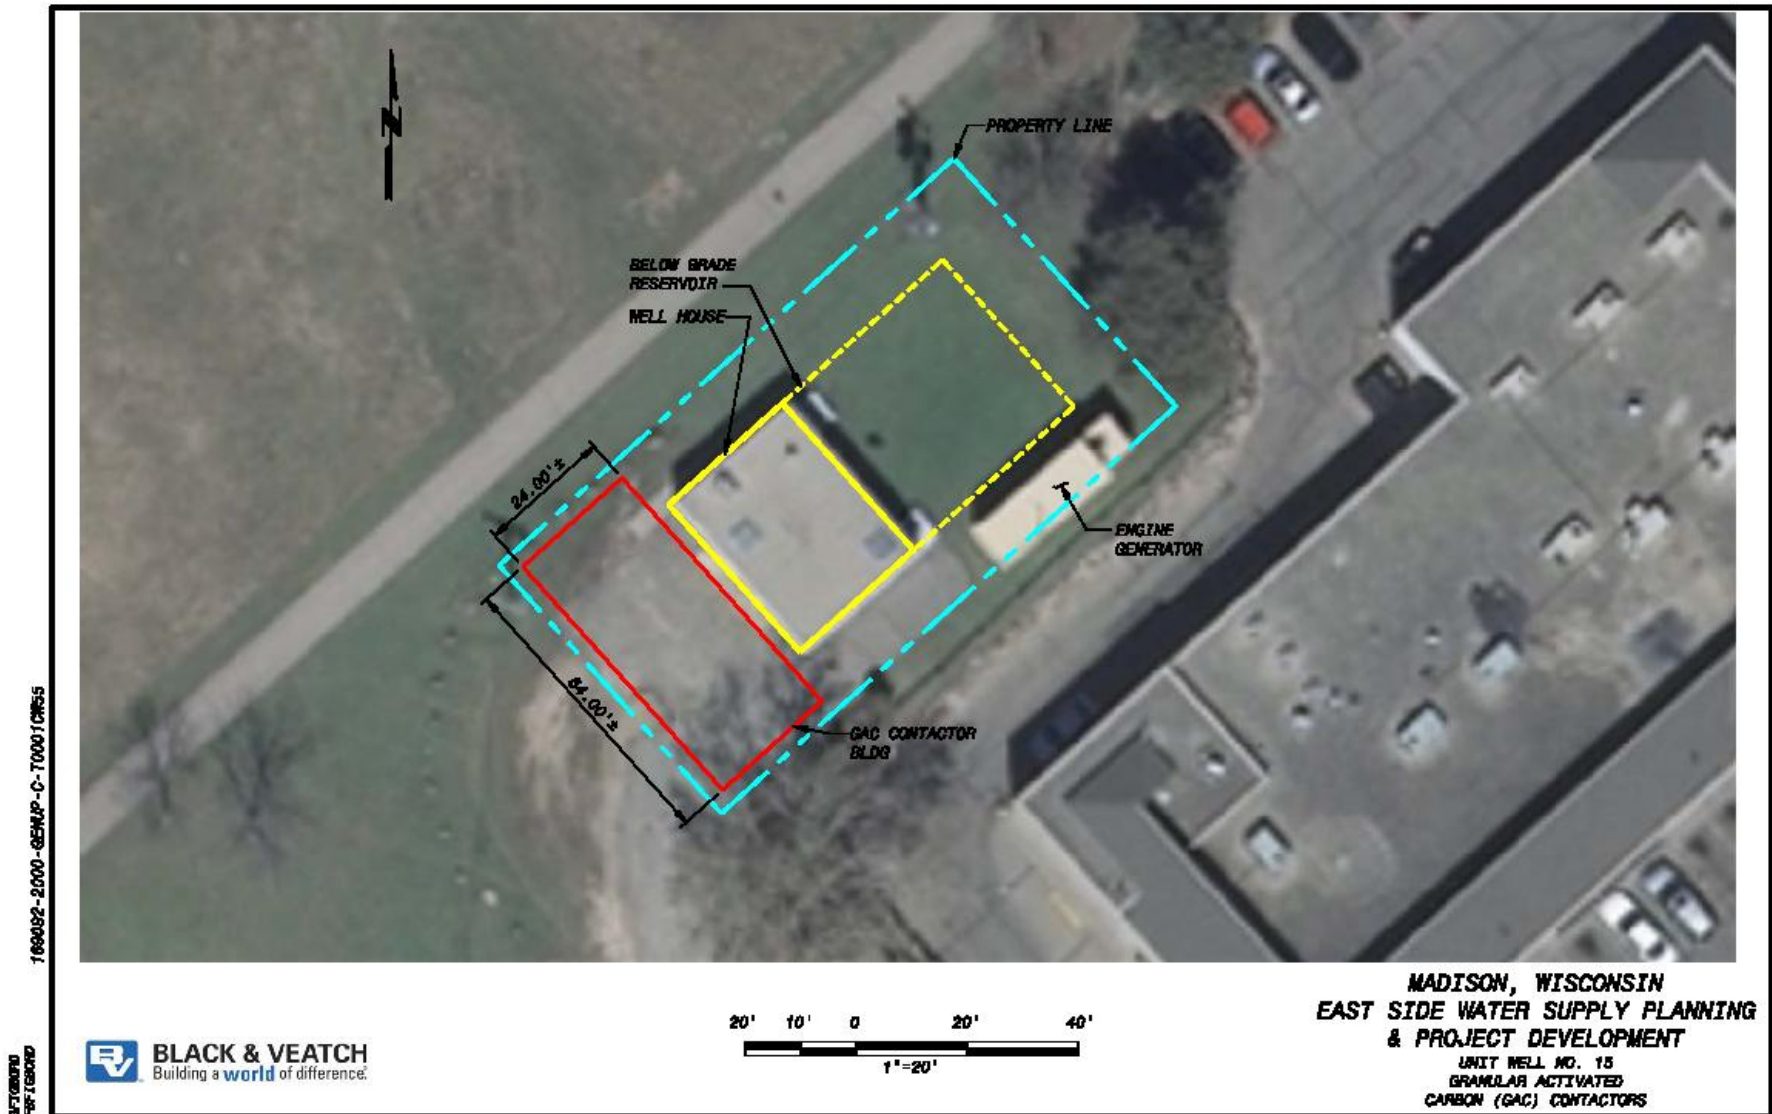 N
PROPERTY LINE
BELOW GRADE
RESERVOIR
WELL HOUSE
24.00'±
ENGINE
GENERATOR
54.00'±
GAC CONTACTOR
BLDG
20' 10' 0 20' 40'
1"=20'
BLACK & VEATCH
Building a world of difference.
MADISON, WISCONSIN
EAST SIDE WATER SUPPLY PLANNING
& PROJECT DEVELOPMENT
UNIT WELL NO. 15
GRANULAR ACTIVATED
CARBON (GAC) CONTACTORS